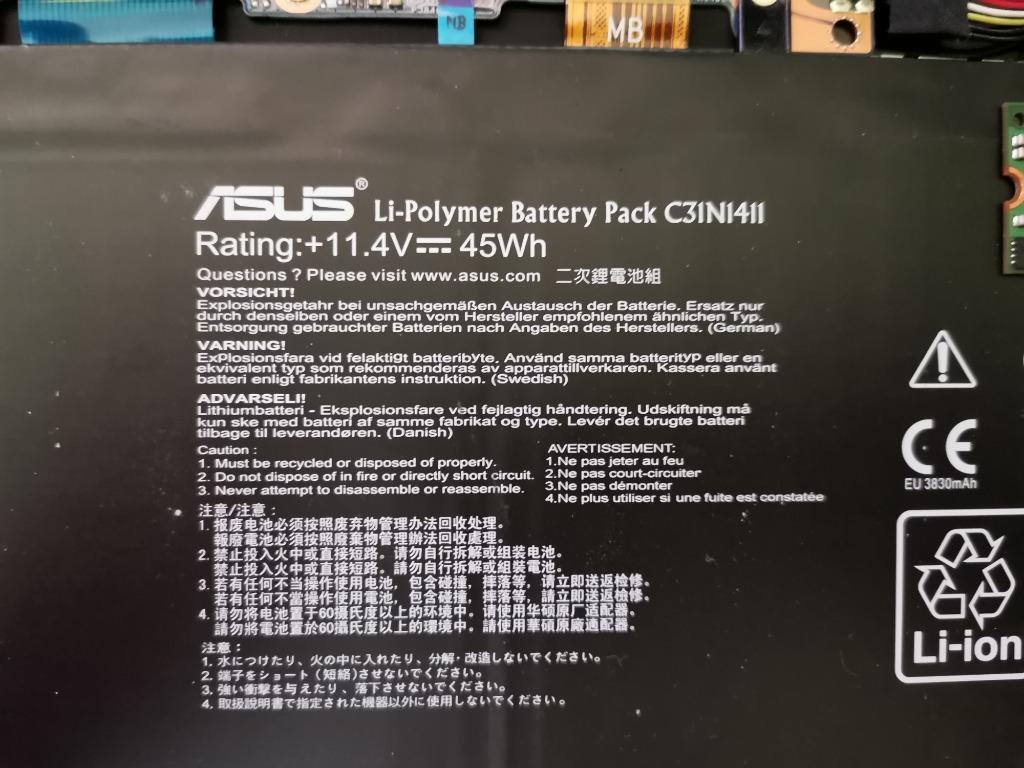 MB
MB
ASUS® Li-Polymer Battery Pack C31N1411
Rating:+11.4V⎓ 45Wh
Questions ? Please visit www.asus.com 二次鋰電池組
VORSICHT!
Explosionsgetahr bei unsachgemäßen Austausch der Batterie. Ersatz nur
durch denselben oder einem vom Hersteller empfohlenem ähnlichen Typ.
Entsorgung gebrauchter Batterien nach Angaben des Herstellers. (German)
VARNING!
ExPlosionsfara vid felaktigt batteribyte. Använd samma batterityp eller en
ekvivalent typ som rekommenderas av apparattillverkaren. Kassera använt
batteri enligt fabrikantens instruktion. (Swedish)
ADVARSELI!
Lithiumbatteri - Eksplosionsfare ved fejlagtig håndtering. Udskiftning må
kun ske med batteri af samme fabrikat og type. Levér det brugte batteri
tilbage til leverandøren. (Danish)
Caution :
1. Must be recycled or disposed of properly.
2. Do not dispose of in fire or directly short circuit.
3. Never attempt to disassemble or reassemble.
AVERTISSEMENT:
1.Ne pas jeter au feu
2.Ne pas court-circuiter
3.Ne pas démonter
4.Ne plus utiliser si une fuite est constatée
注意/注意 :
1. 报废电池必须按照废弃物管理办法回收处理。
報廢電池必須按照廢棄物管理辦法回收處理。
2. 禁止投入火中或直接短路。请勿自行拆解或组装电池。
禁止投入火中或直接短路。請勿自行拆解或組裝電池。
3. 若有任何不当操作使用电池，包含碰撞，摔落等，请立即送返检修。
若有任何不當操作使用電池，包含碰撞，摔落等，請立即送返檢修。
4. 请勿将电池置于60摄氏度以上的环境中。请使用华硕原厂适配器。
請勿將電池置於60攝氏度以上的環境中。請使用華碩原廠適配器。
注意 :
1. 水につけたり、火の中に入れたり、分解・改造しないでください。
2. 端子をショート（短絡）させないでください。
3. 強い衝撃を与えたり、落下させないでください。
4. 取扱説明書で指定された機器以外に使用しないでください。
CE
EU 3830mAh
Li-ion